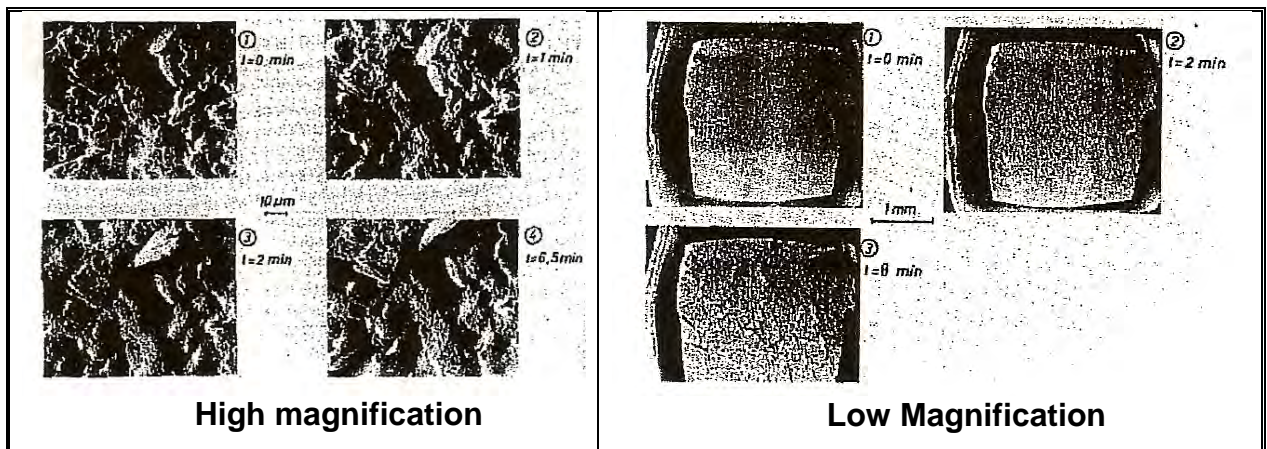 ① t=0 min
② t=1 min
10 µm
③ t=2 min
④ t=6,5 min
High magnification
① t=0 min
② t=2 min
1 mm
③ t=8 min
Low Magnification